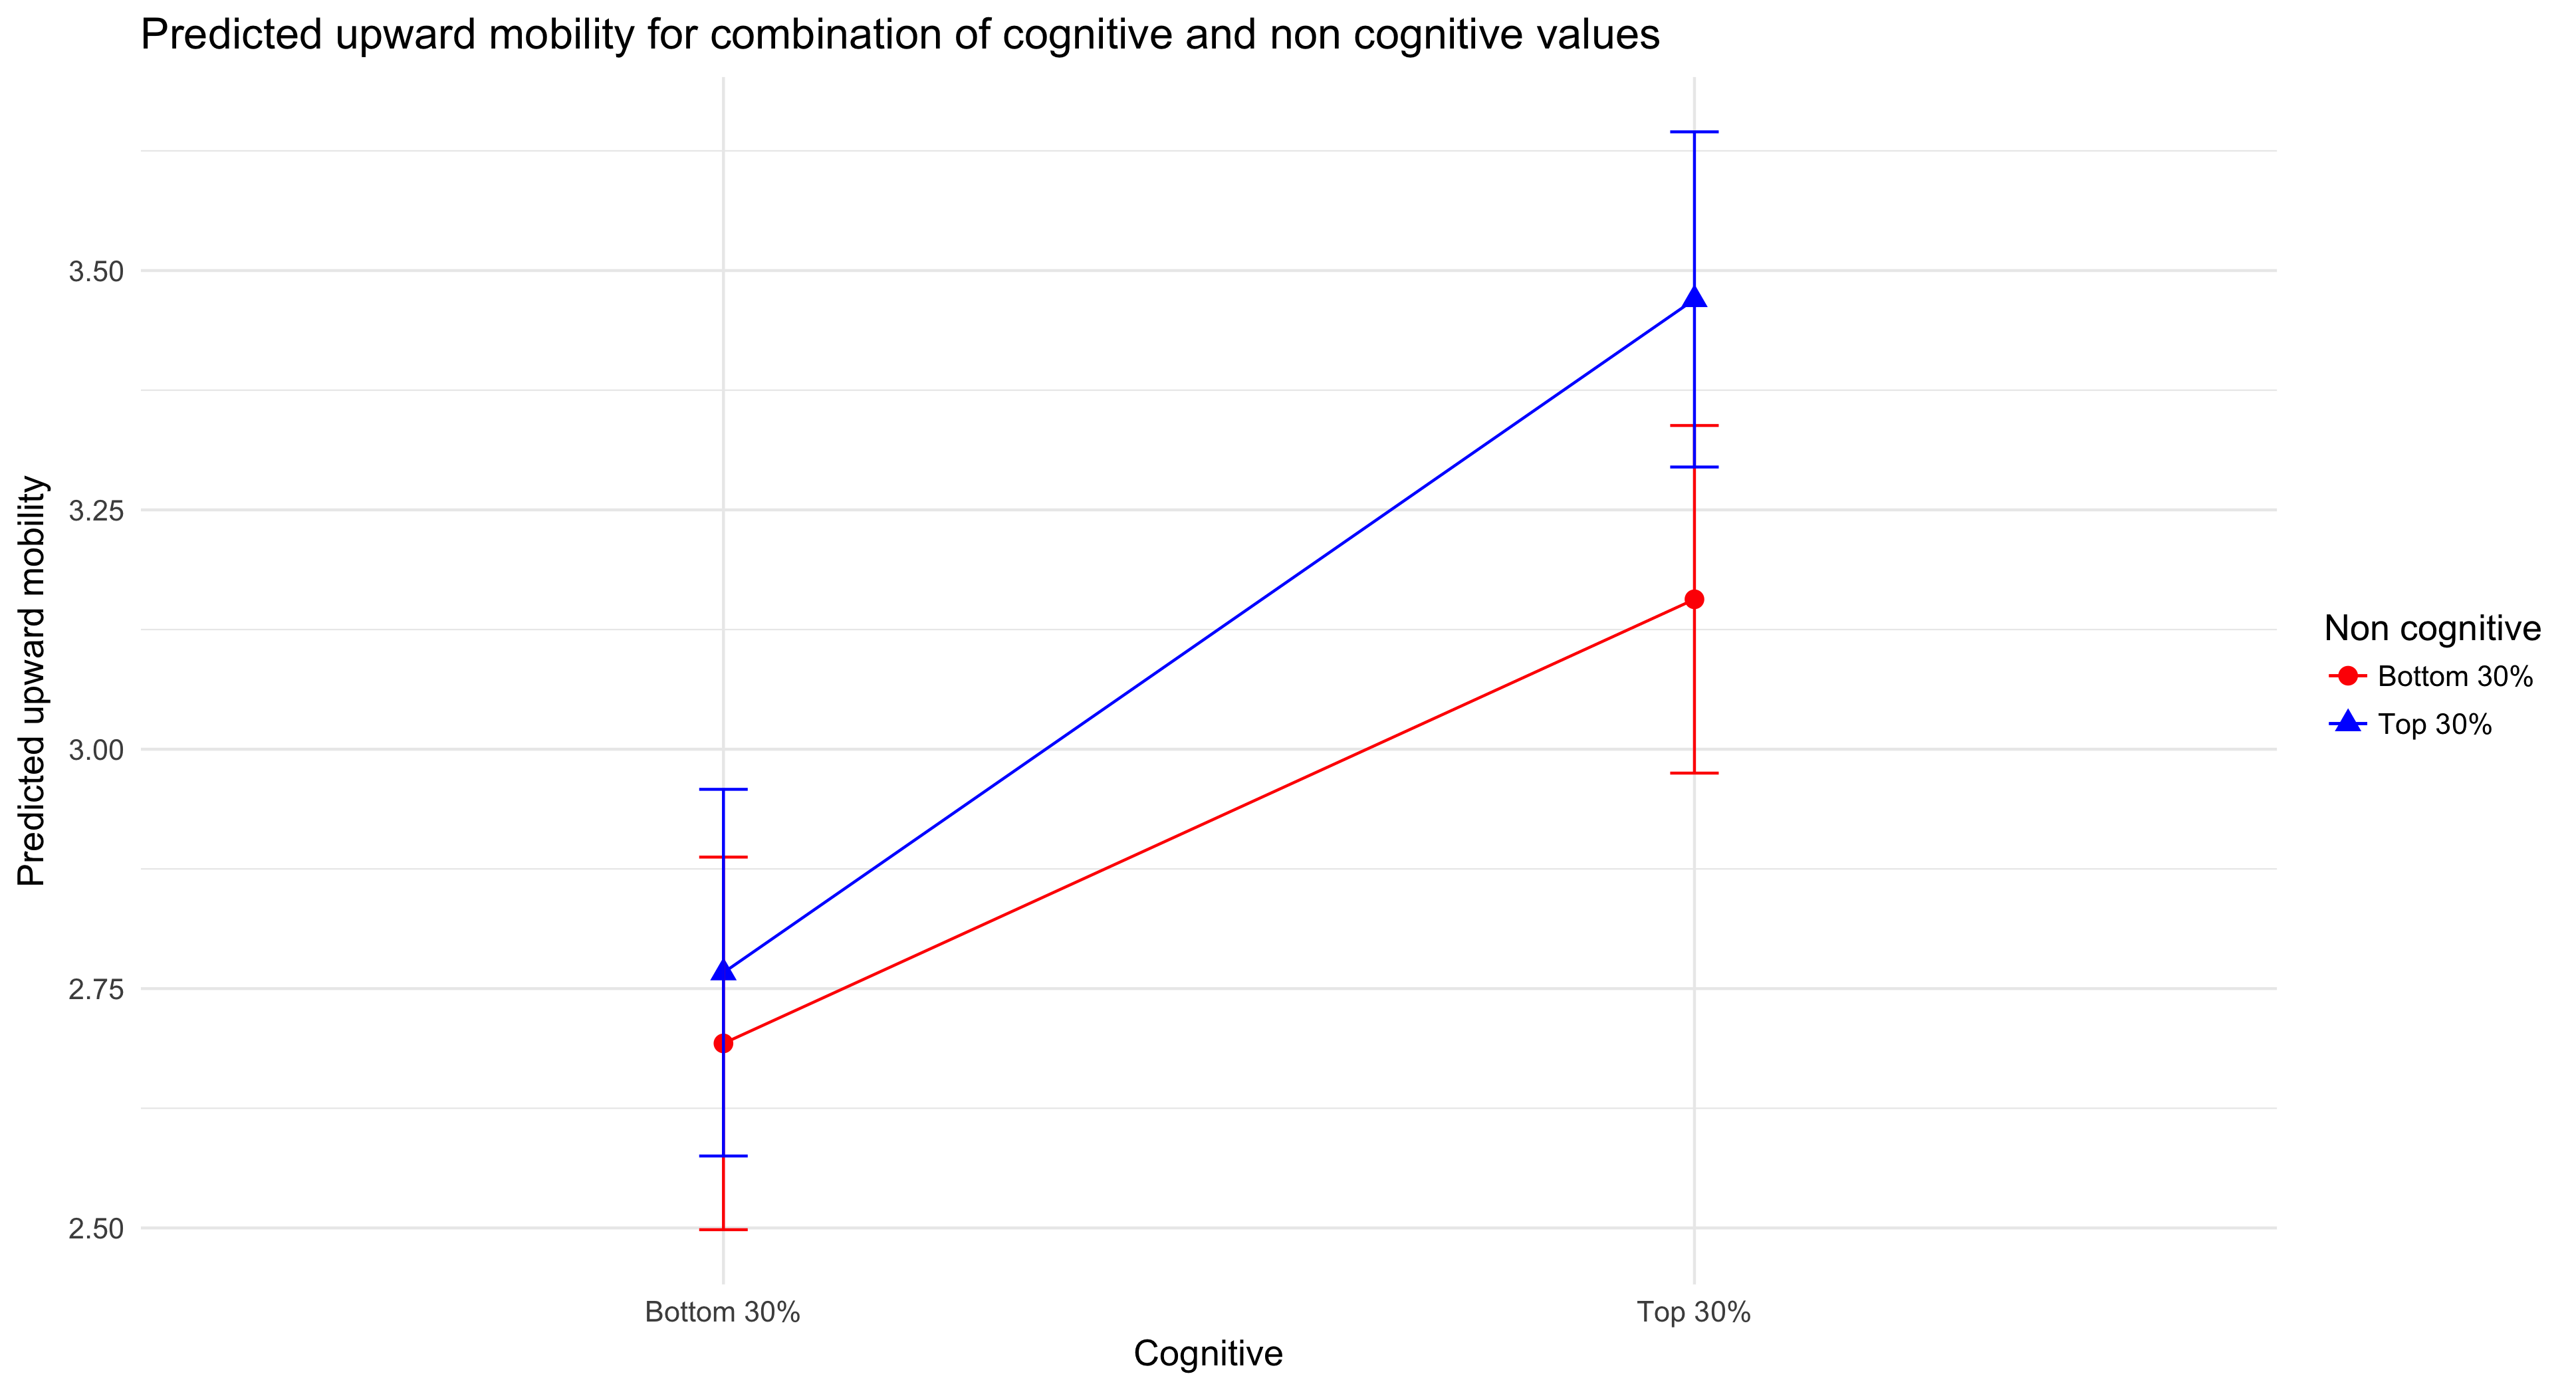 Predicted upward mobility for combination of cognitive and non cognitive values
Predicted upward mobility
3.50
3.25
3.00
2.75
2.50
Bottom 30%
Top 30%
Cognitive
Non cognitive
Bottom 30%
Top 30%